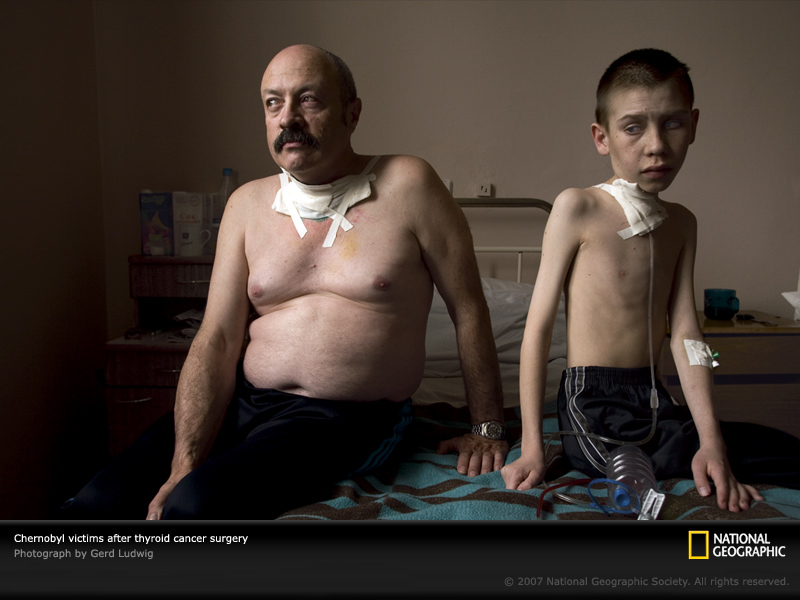 Chernobyl victims after thyroid cancer surgery
Photograph by Gerd Ludwig
NATIONAL
GEOGRAPHIC
© 2007 National Geographic Society. All rights reserved.